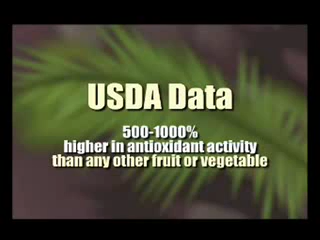 USDA Data
500-1000%
higher in antioxidant activity
than any other fruit or vegetable